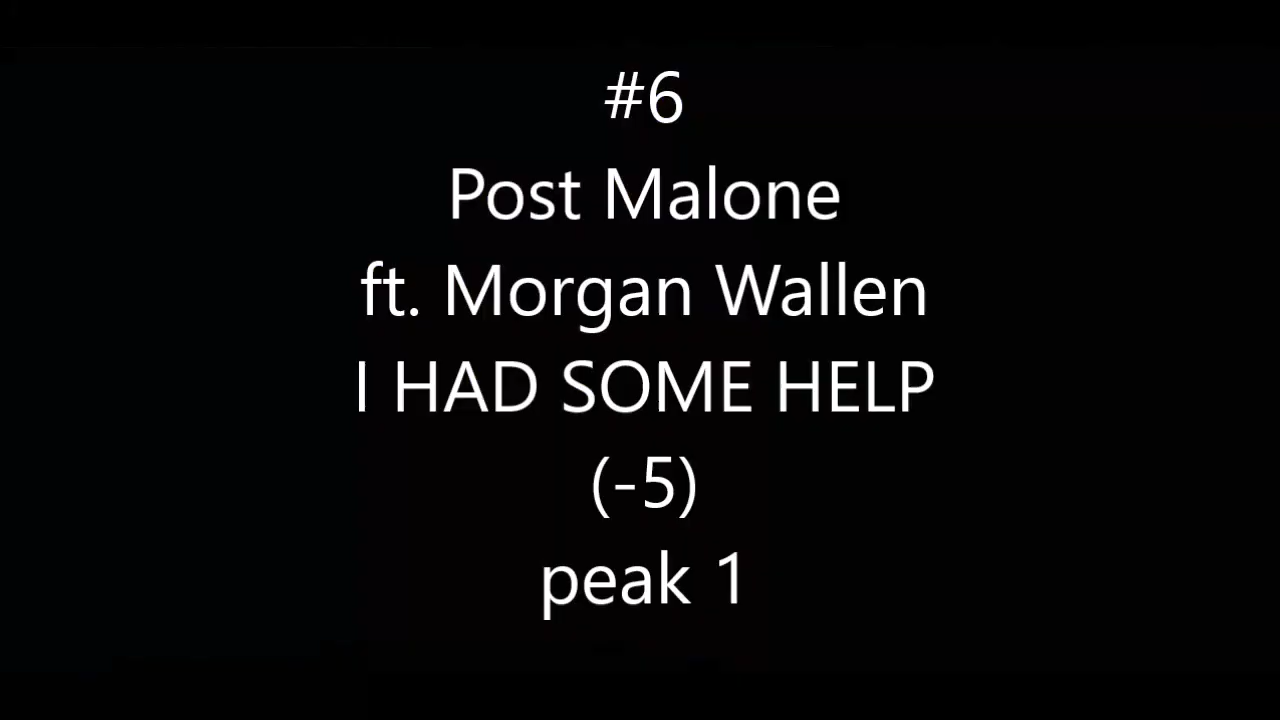 #6
Post Malone
ft. Morgan Wallen
I HAD SOME HELP
(-5)
peak 1